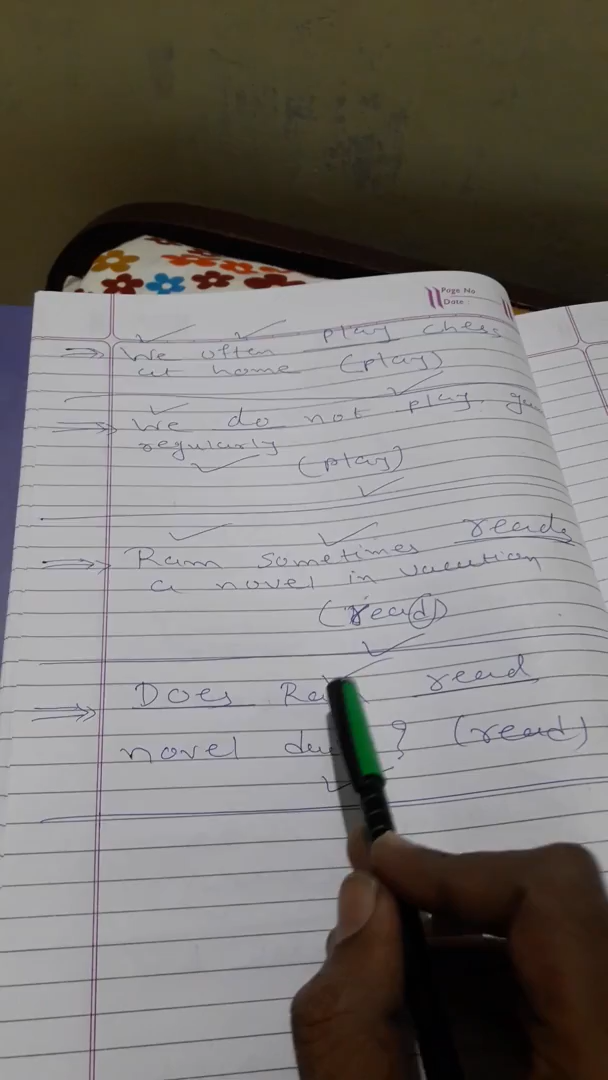 Page No
Date
We often play chess
at home (play)
We do not play
regularly
(play)
Ram sometimes reads
a novel in vacation
(read)
Does read
novel ? (read)